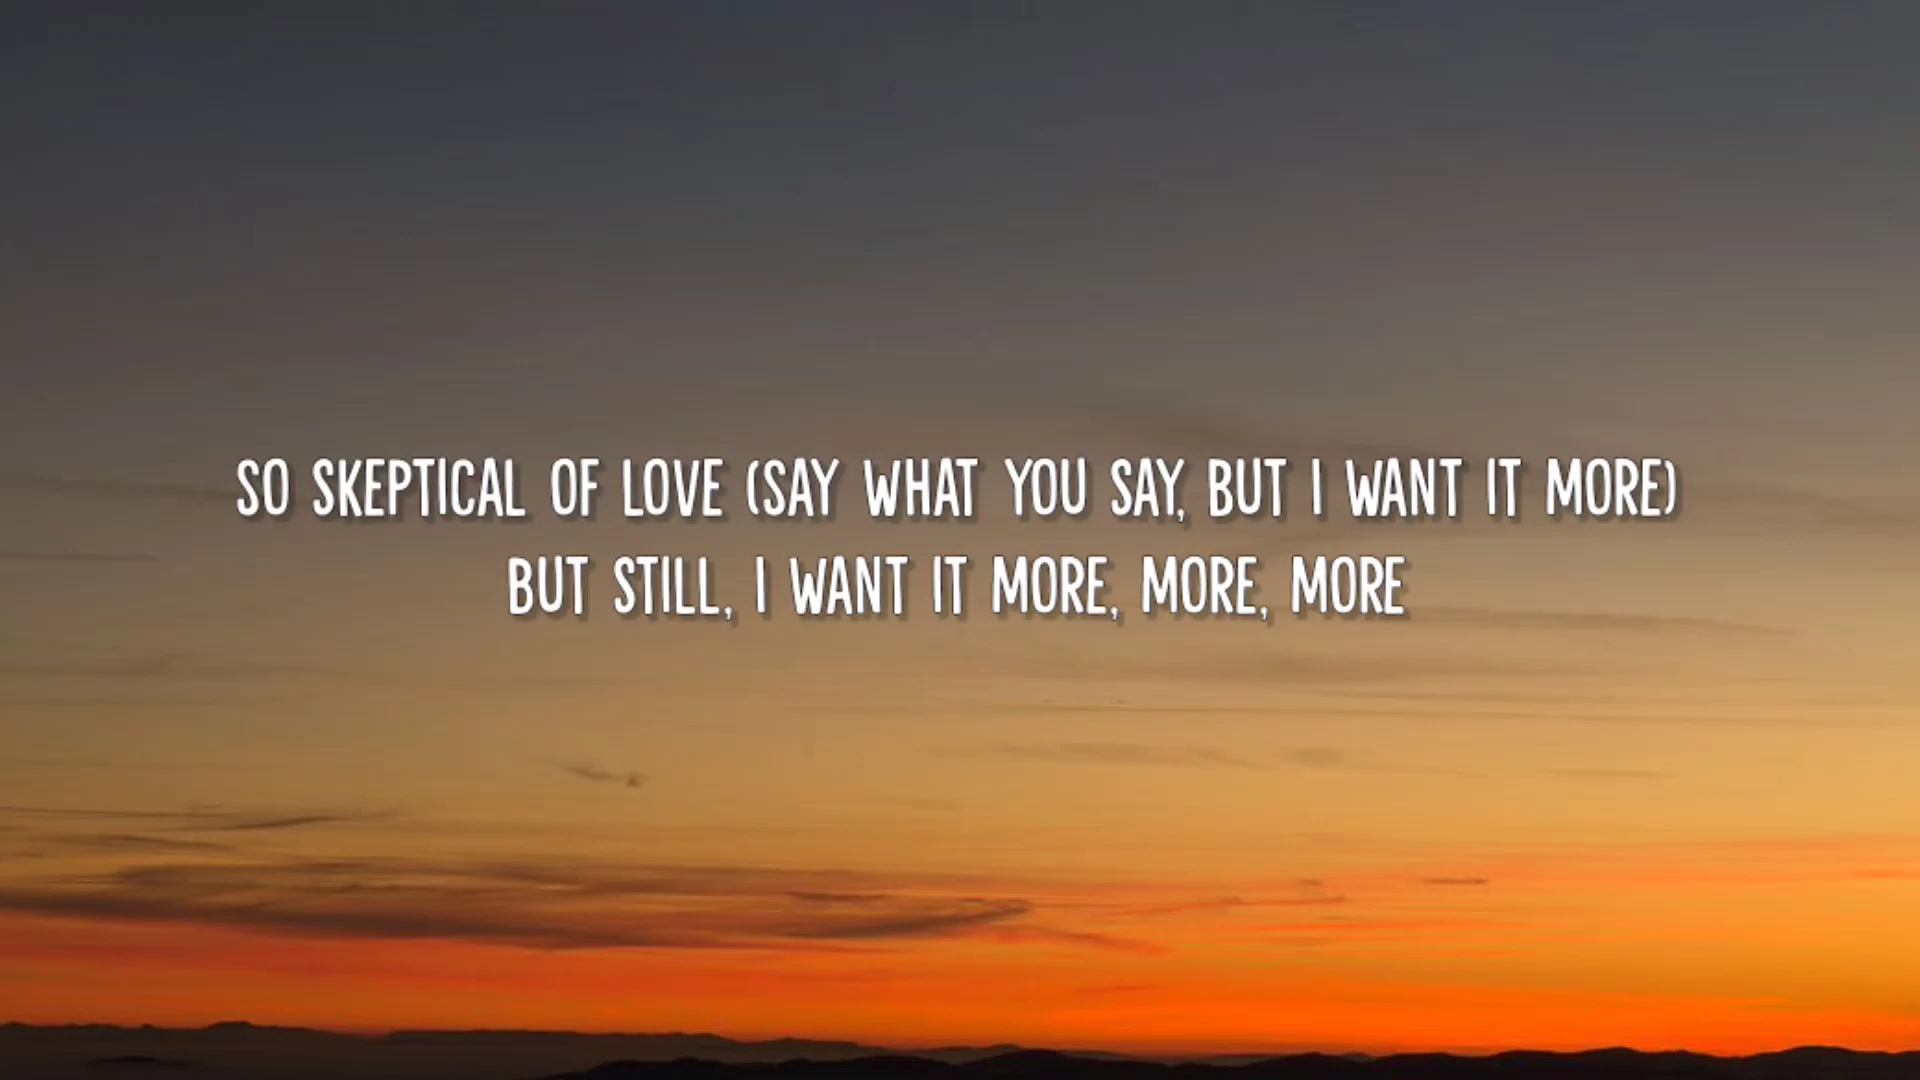 SO SKEPTICAL OF LOVE (SAY WHAT YOU SAY, BUT I WANT IT MORE)
BUT STILL, I WANT IT MORE, MORE, MORE